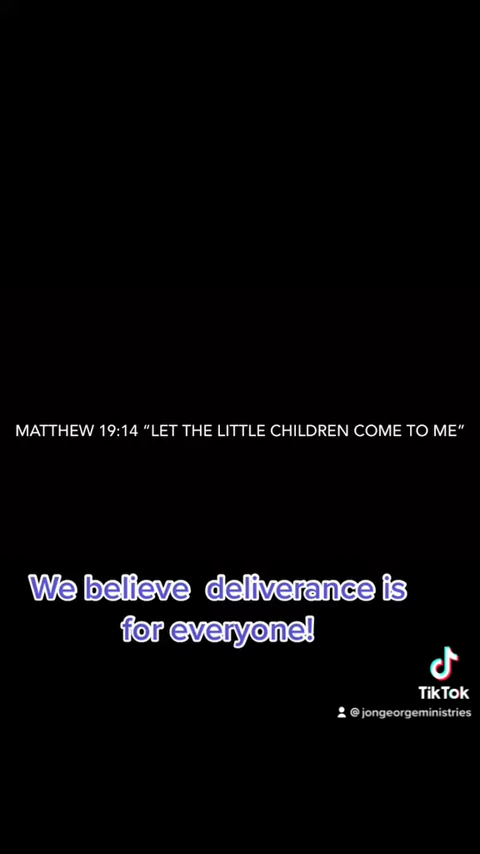 MATTHEW 19:14 “LET THE LITTLE CHILDREN COME TO ME”
We believe  deliverance is
for everyone!
TikTok
@jongeorgeministries